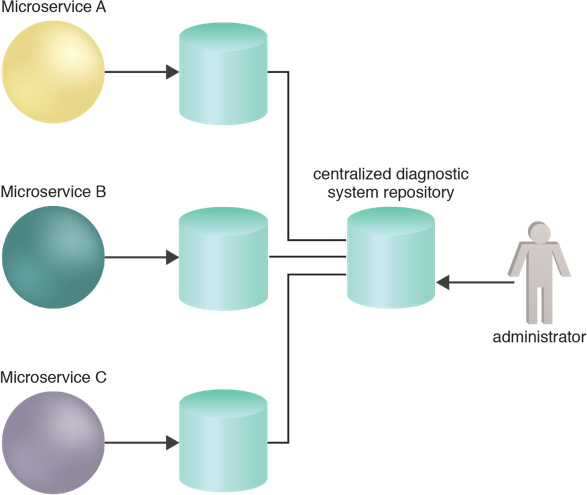 Microservice A
Microservice B
centralized diagnostic
system repository
administrator
Microservice C